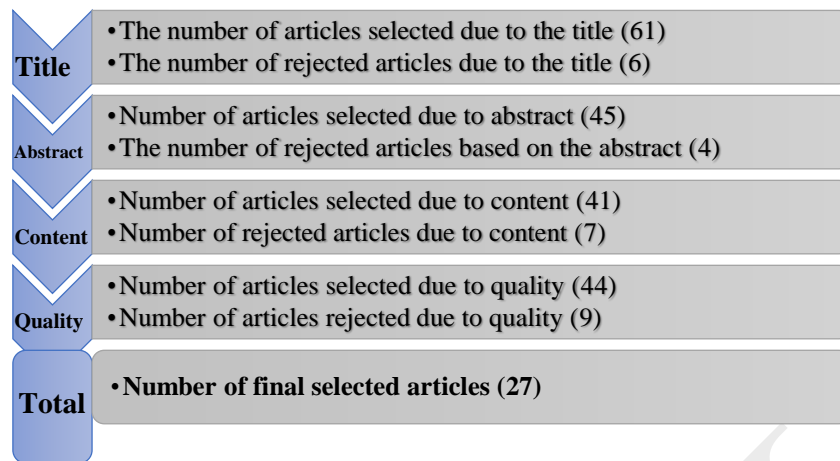 Title
•The number of articles selected due to the title (61)
•The number of rejected articles due to the title (6)
Abstract
•Number of articles selected due to abstract (45)
•The number of rejected articles based on the abstract (4)
Content
•Number of articles selected due to content (41)
•Number of rejected articles due to content (7)
Quality
•Number of articles selected due to quality (44)
•Number of articles rejected due to quality (9)
Total
•Number of final selected articles (27)